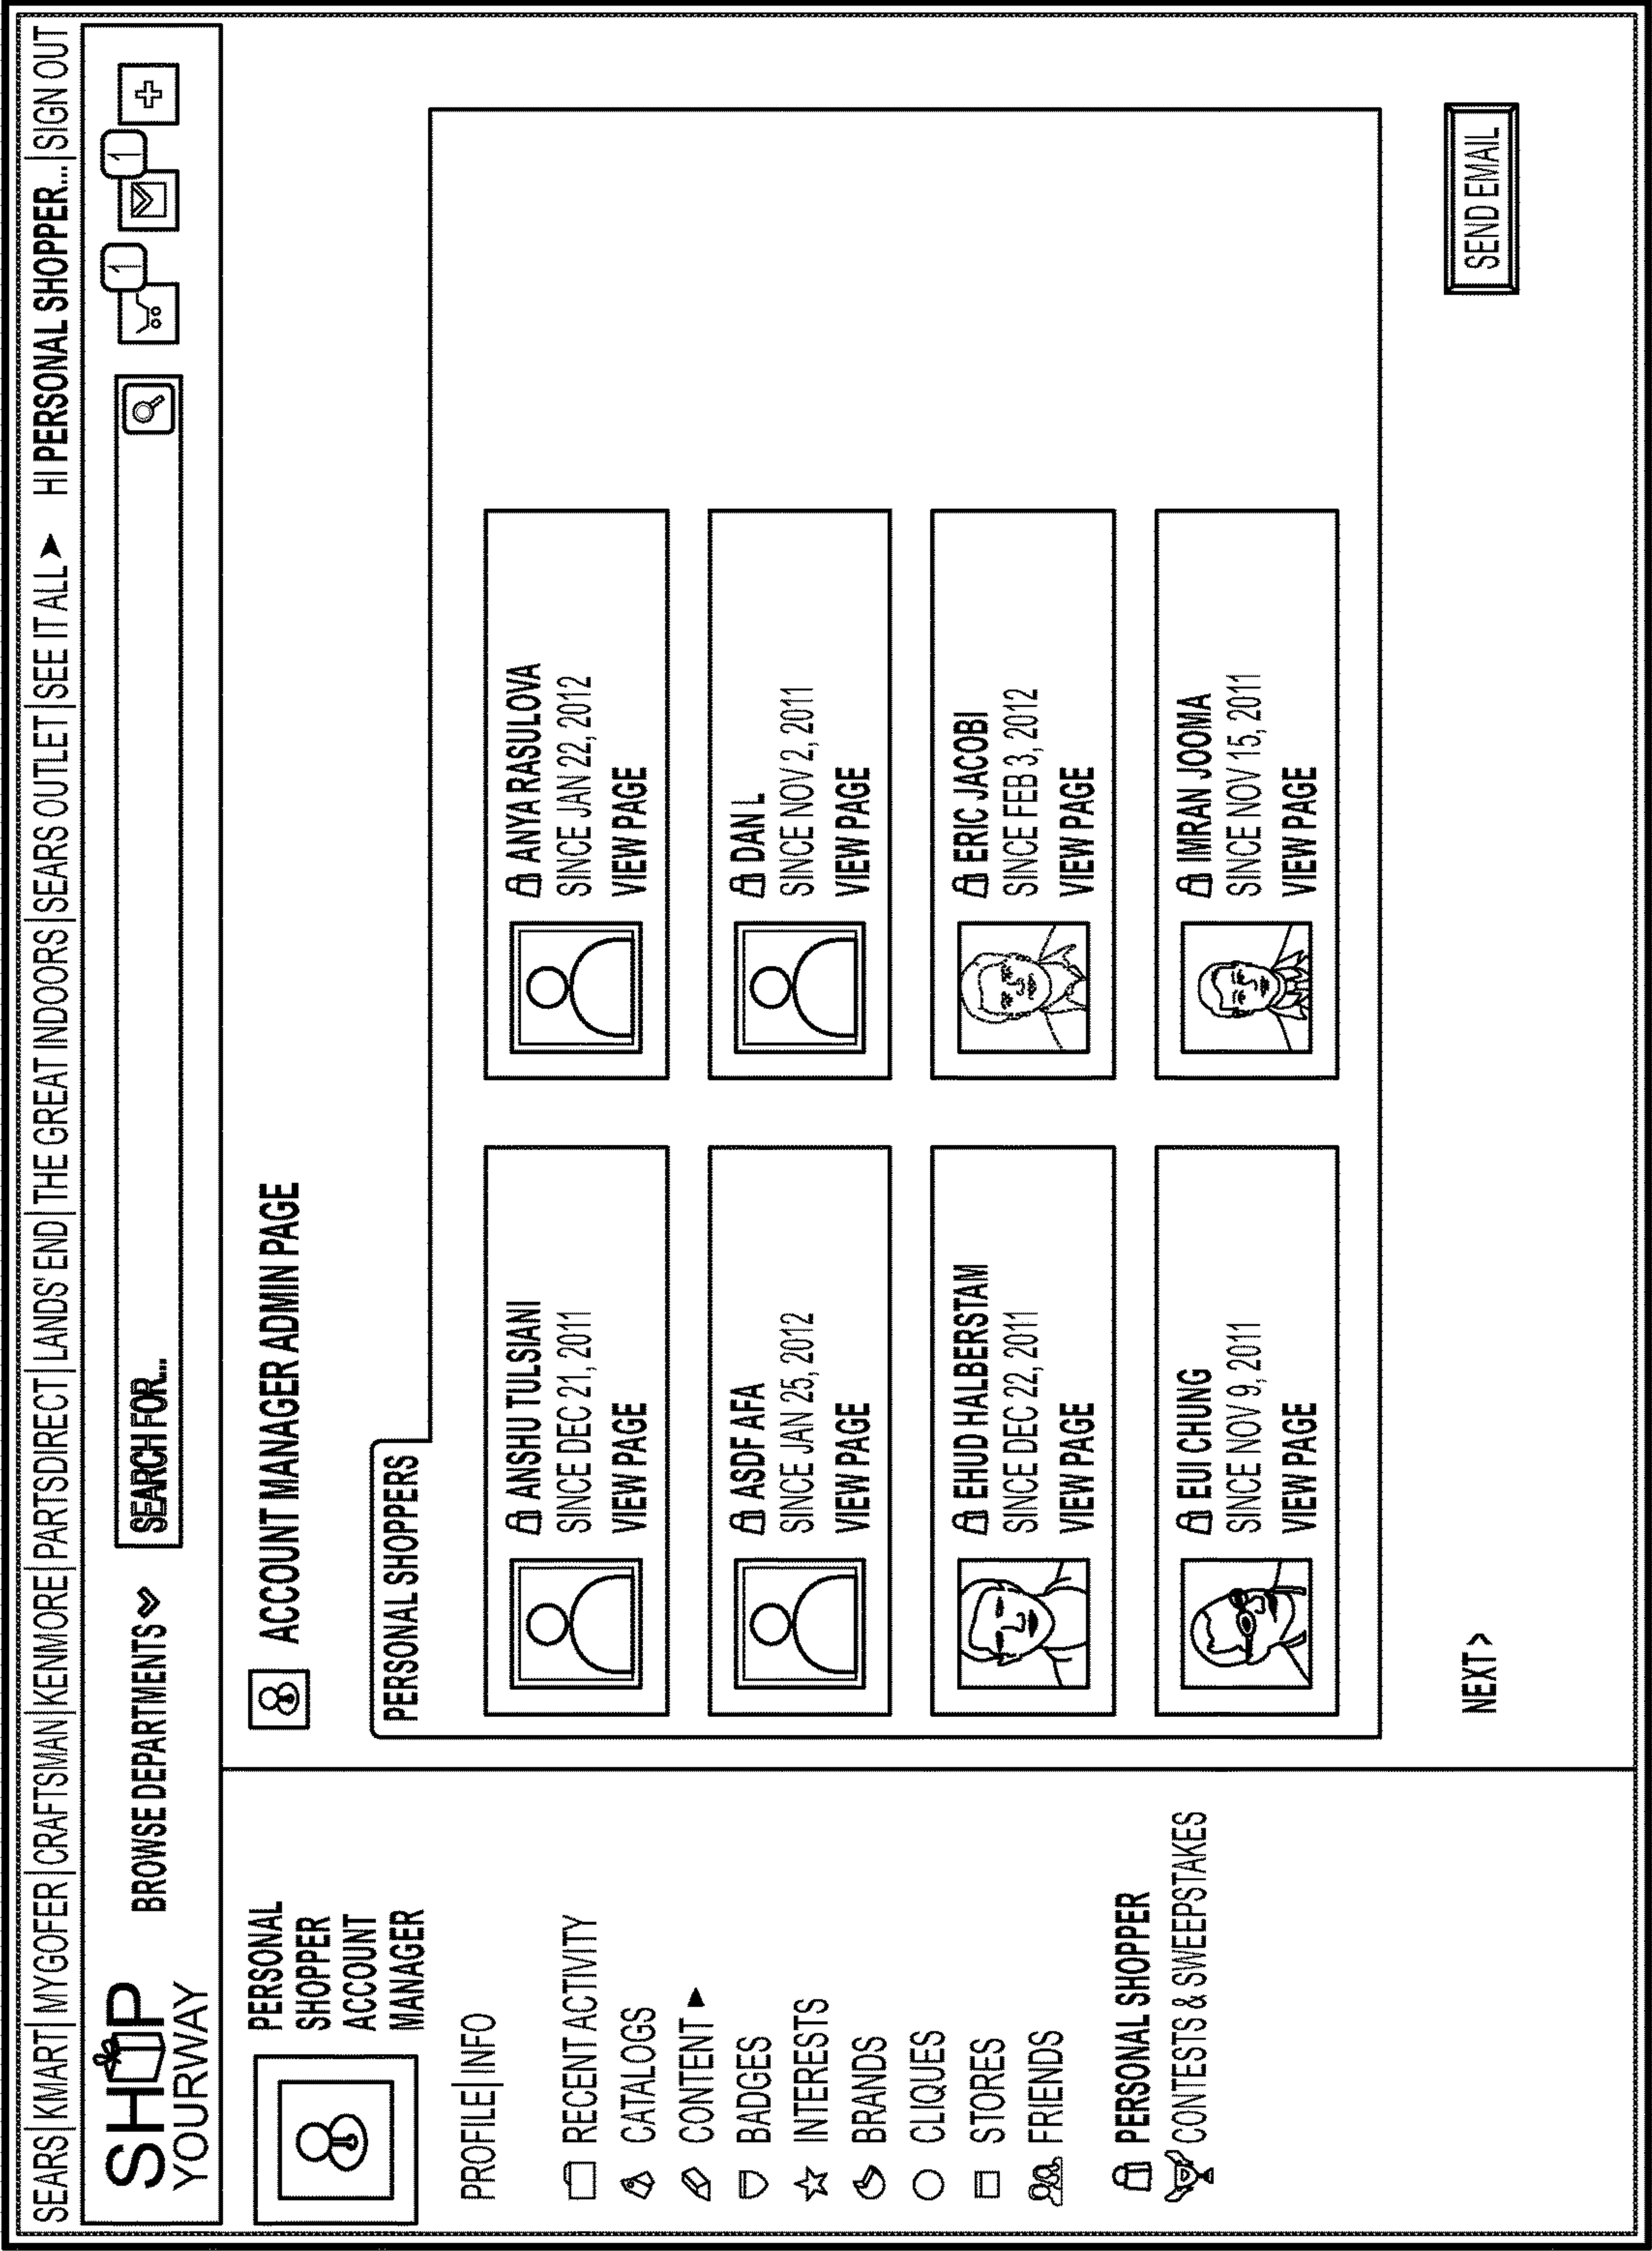 SEARS | KMART | MYGOFER | CRAFTSMAN | KENMORE | PARTSDIRECT | LANDS' END | THE GREAT INDOORS | SEARS OUTLET | SEE IT ALL HI PERSONAL SHOPPER... | SIGN OUT
SHOP
YOURWAY
BROWSE DEPARTMENTS
SEARCH FOR...
1
1
PERSONAL
SHOPPER
ACCOUNT
MANAGER
PROFILE | INFO
RECENT ACTIVITY
CATALOGS
CONTENT
BADGES
INTERESTS
BRANDS
CLIQUES
STORES
FRIENDS
PERSONAL SHOPPER
CONTESTS & SWEEPSTAKES
ACCOUNT MANAGER ADMIN PAGE
PERSONAL SHOPPERS
ANSHU TULSIANI
SINCE DEC 21, 2011
VIEW PAGE
ANYA RASULOVA
SINCE JAN 22, 2012
VIEW PAGE
ASDF AFA
SINCE JAN 25, 2012
VIEW PAGE
DAN L
SINCE NOV 2, 2011
VIEW PAGE
EHUD HALBERSTAM
SINCE DEC 22, 2011
VIEW PAGE
ERIC JACOBI
SINCE FEB 3, 2012
VIEW PAGE
EUI CHUNG
SINCE NOV 9, 2011
VIEW PAGE
IMRAN JOOMA
SINCE NOV 15, 2011
VIEW PAGE
NEXT >
SEND EMAIL